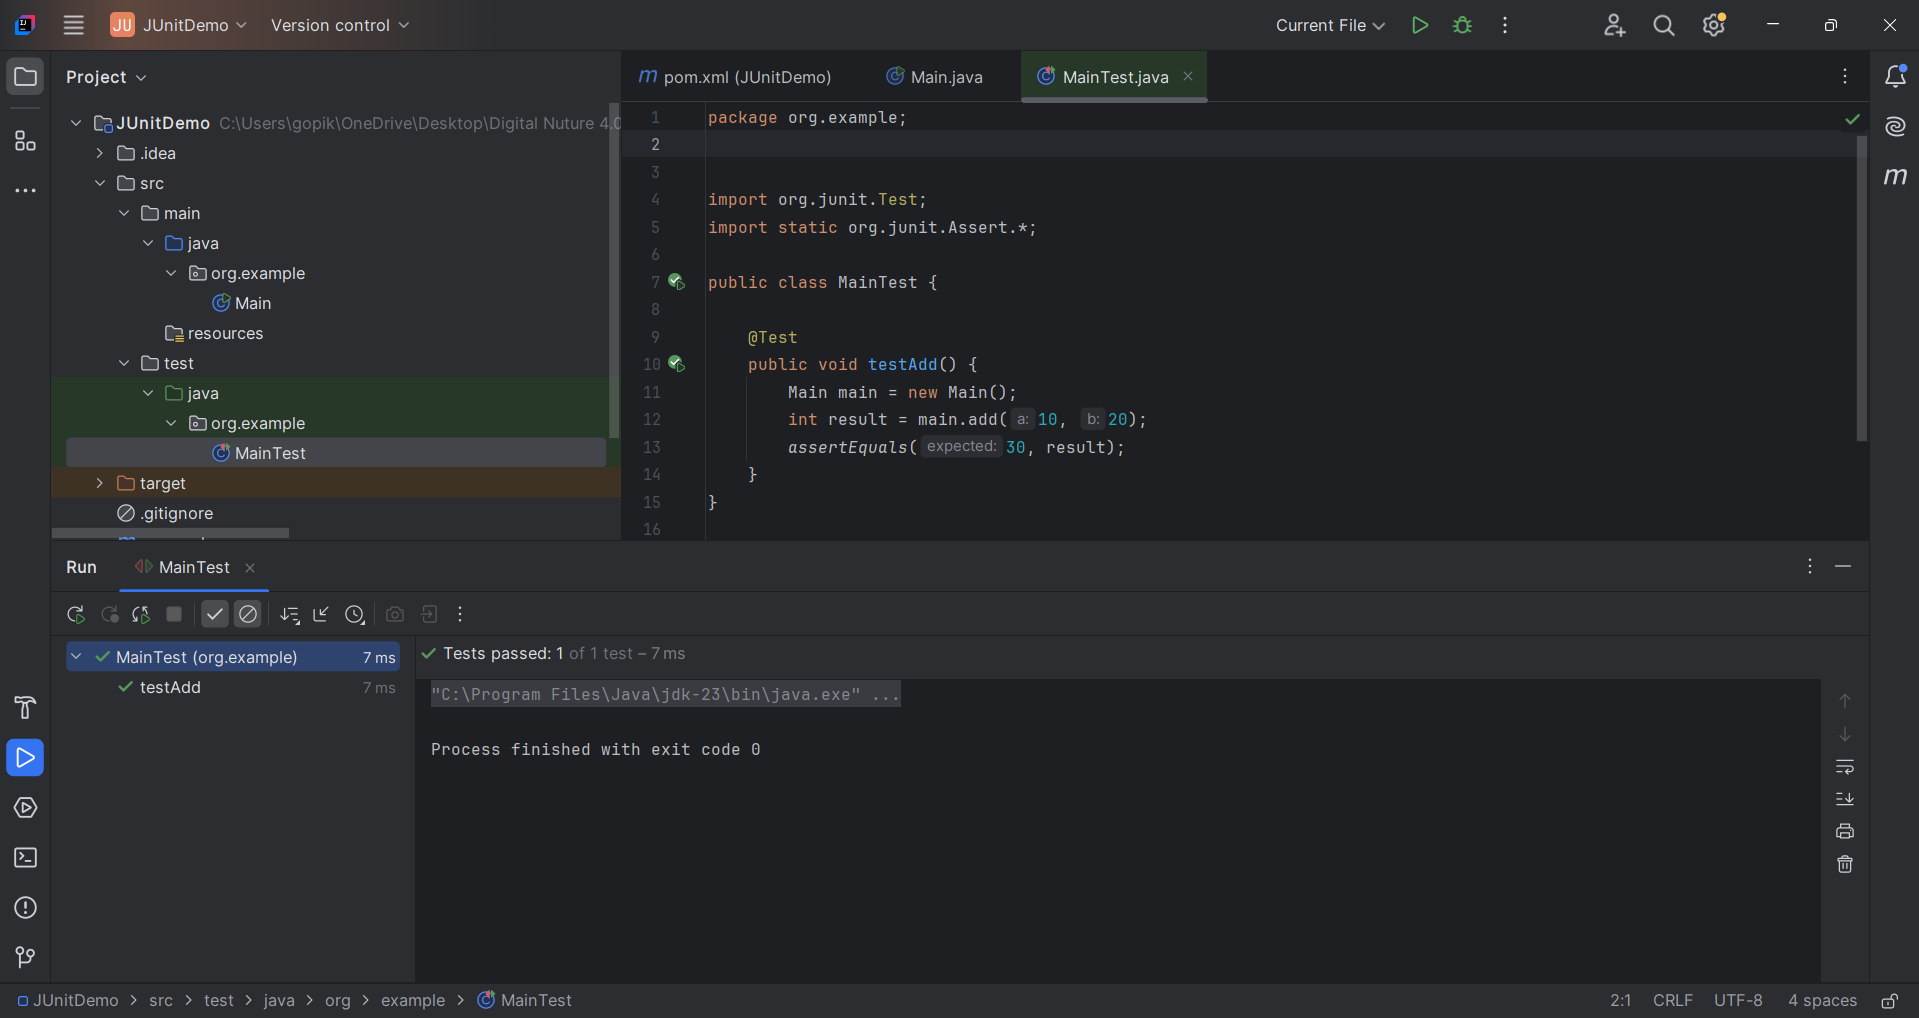 JU JUnitDemo Version control Current File
Project
JUnitDemo C:\Users\gopik\OneDrive\Desktop\Digital Nuture 4.0
.idea
src
main
java
org.example
Main
resources
test
java
org.example
MainTest
target
.gitignore
m pom.xml (JUnitDemo) Main.java MainTest.java
1 package org.example;
2
3
4 import org.junit.Test;
5 import static org.junit.Assert.*;
6
7 public class MainTest {
8
9 @Test
10 public void testAdd() {
11 Main main = new Main();
12 int result = main.add( a: 10, b: 20);
13 assertEquals( expected: 30, result);
14 }
15 }
16
m
Run MainTest
MainTest (org.example) 7 ms
testAdd 7 ms
Tests passed: 1 of 1 test – 7 ms
"C:\Program Files\Java\jdk-23\bin\java.exe" ...
Process finished with exit code 0
JUnitDemo > src > test > java > org > example > MainTest
2:1 CRLF UTF-8 4 spaces